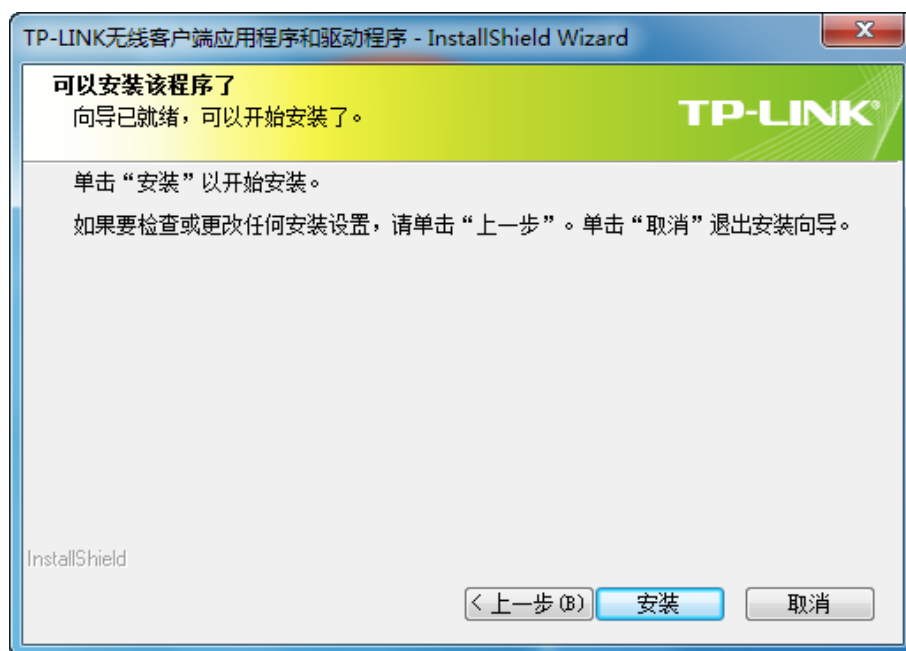 TP-LINK无线客户端应用程序和驱动程序 - InstallShield Wizard
可以安装该程序了
向导已就绪，可以开始安装了。
TP-LINK®
单击“安装”以开始安装。
如果要检查或更改任何安装设置，请单击“上一步”。单击“取消”退出安装向导。
InstallShield
< 上一步(B)
安装
取消